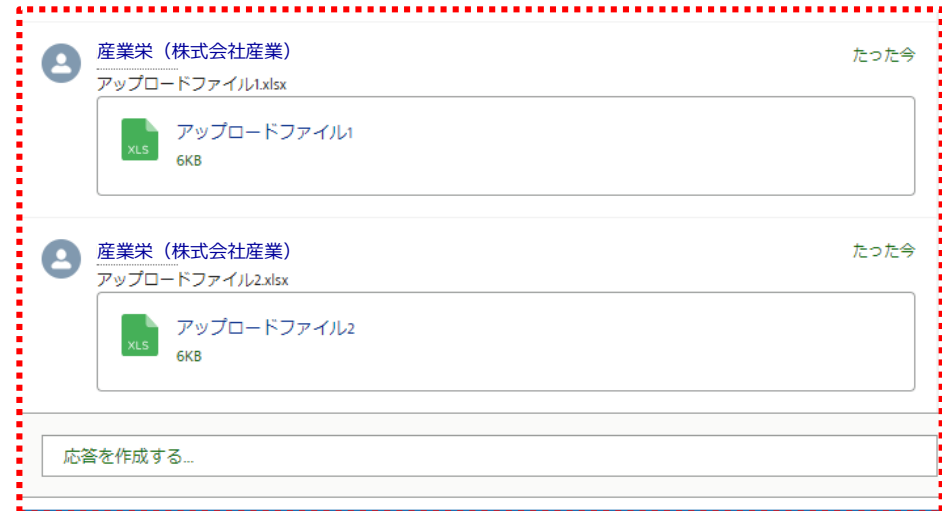 産業栄（株式会社産業）
たった今
アップロードファイル1.xlsx
アップロードファイル1
XLS
6KB
産業栄（株式会社産業）
たった今
アップロードファイル2.xlsx
アップロードファイル2
XLS
6KB
応答を作成する...